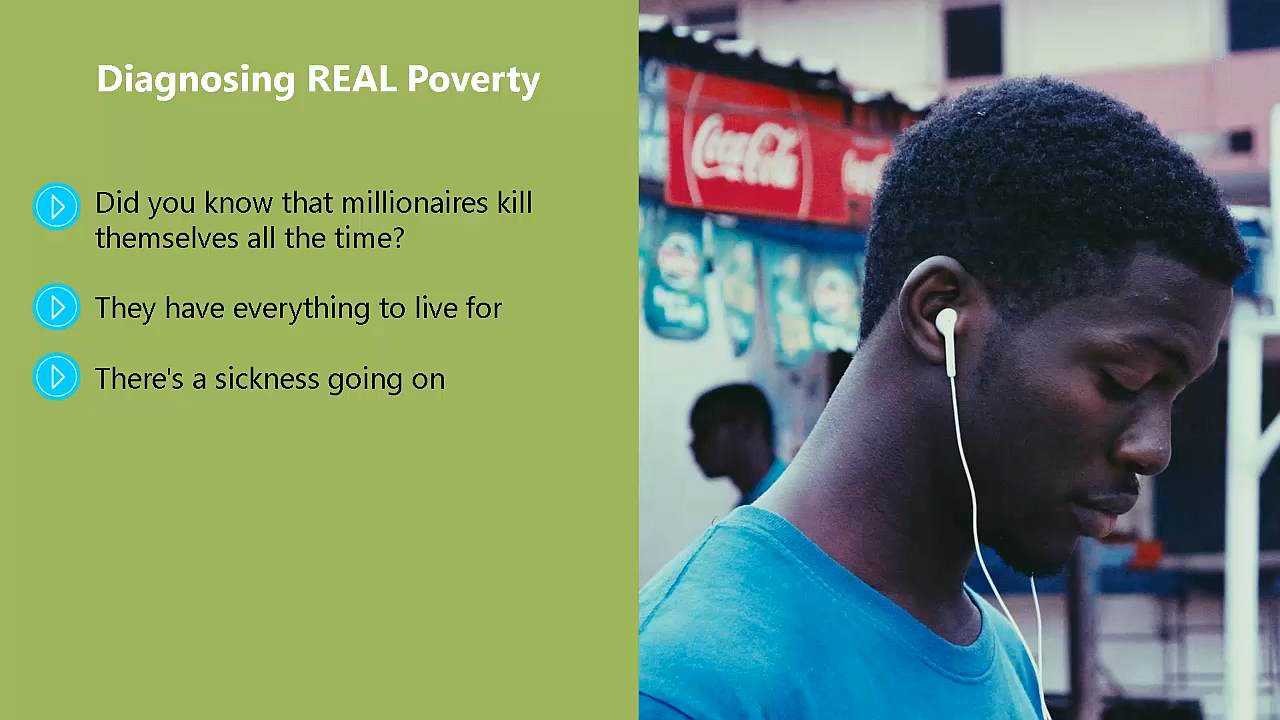 Diagnosing REAL Poverty
Did you know that millionaires kill
themselves all the time?
They have everything to live for
There's a sickness going on
Coca-Cola